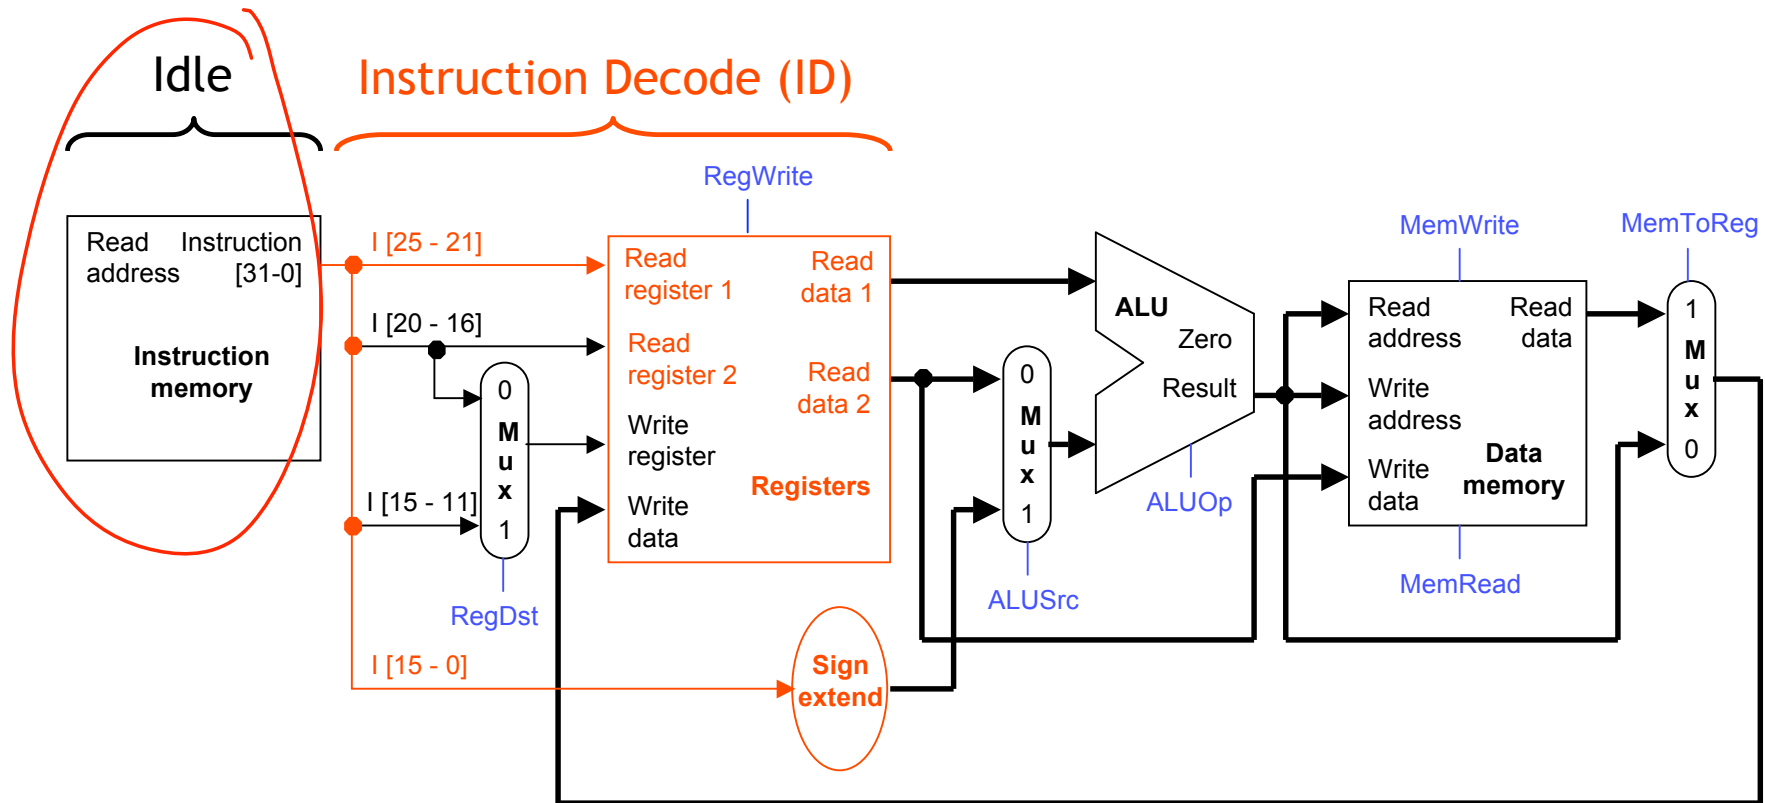 Idle
Instruction Decode (ID)
RegWrite
MemWrite
MemToReg
Read address
Instruction [31-0]
Instruction
memory
I [25 - 21]
I [20 - 16]
I [15 - 11]
I [15 - 0]
0
M
u
x
1
RegDst
Read
register 1
Read
register 2
Write
register
Write
data
Read
data 1
Read
data 2
Registers
Sign
extend
0
M
u
x
1
ALUSrc
ALU
Zero
Result
ALUOp
Read
address
Write
address
Write
data
Read
data
Data
memory
MemRead
1
M
u
x
0